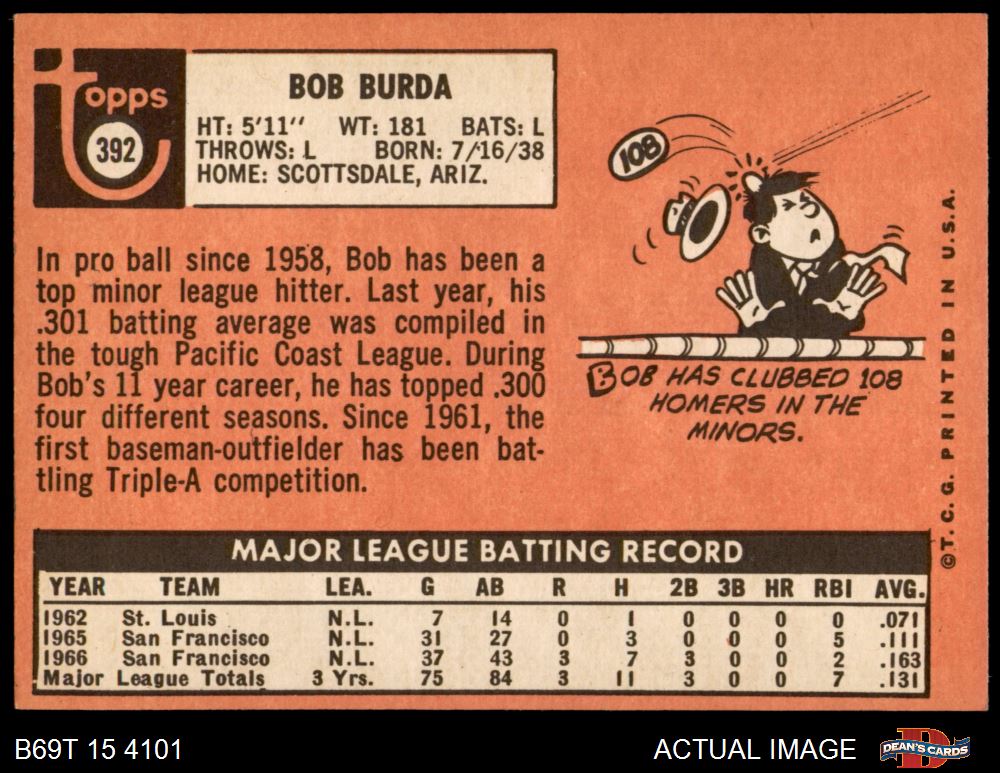 Topps
392
BOB BURDA
HT: 5'11" WT: 181 BATS: L
THROWS: L BORN: 7/16/38
HOME: SCOTTSDALE, ARIZ.
In pro ball since 1958, Bob has been a
top minor league hitter. Last year, his
.301 batting average was compiled in
the tough Pacific Coast League. During
Bob's 11 year career, he has topped .300
four different seasons. Since 1961, the
first baseman-outfielder has been bat-
tling Triple-A competition.
108
BOB HAS CLUBBED 108
HOMERS IN THE
MINORS.
©T.C.G. PRINTED IN U.S.A.
MAJOR LEAGUE BATTING RECORD
YEAR TEAM LEA. G AB R H 2B 3B HR RBI AVG.
1962 St. Louis N.L. 7 14 0 1 0 0 0 0 .071
1965 San Francisco N.L. 31 27 0 3 0 0 0 5 .111
1966 San Francisco N.L. 37 43 3 7 3 0 0 2 .163
Major League Totals 3 Yrs. 75 84 3 11 3 0 0 7 .131
B69T 15 4101
ACTUAL IMAGE
DEAN'S CARDS